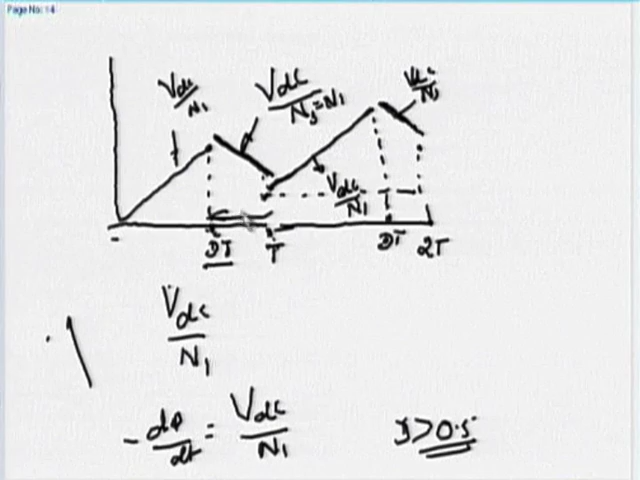 Page No: 14
Vdc/N1
Vdc/N3=N1
Vdc/N1
Vdc/N1
DT T DT 2T
Vdc/N1
-dφ/dt = Vdc/N1
D>0.5